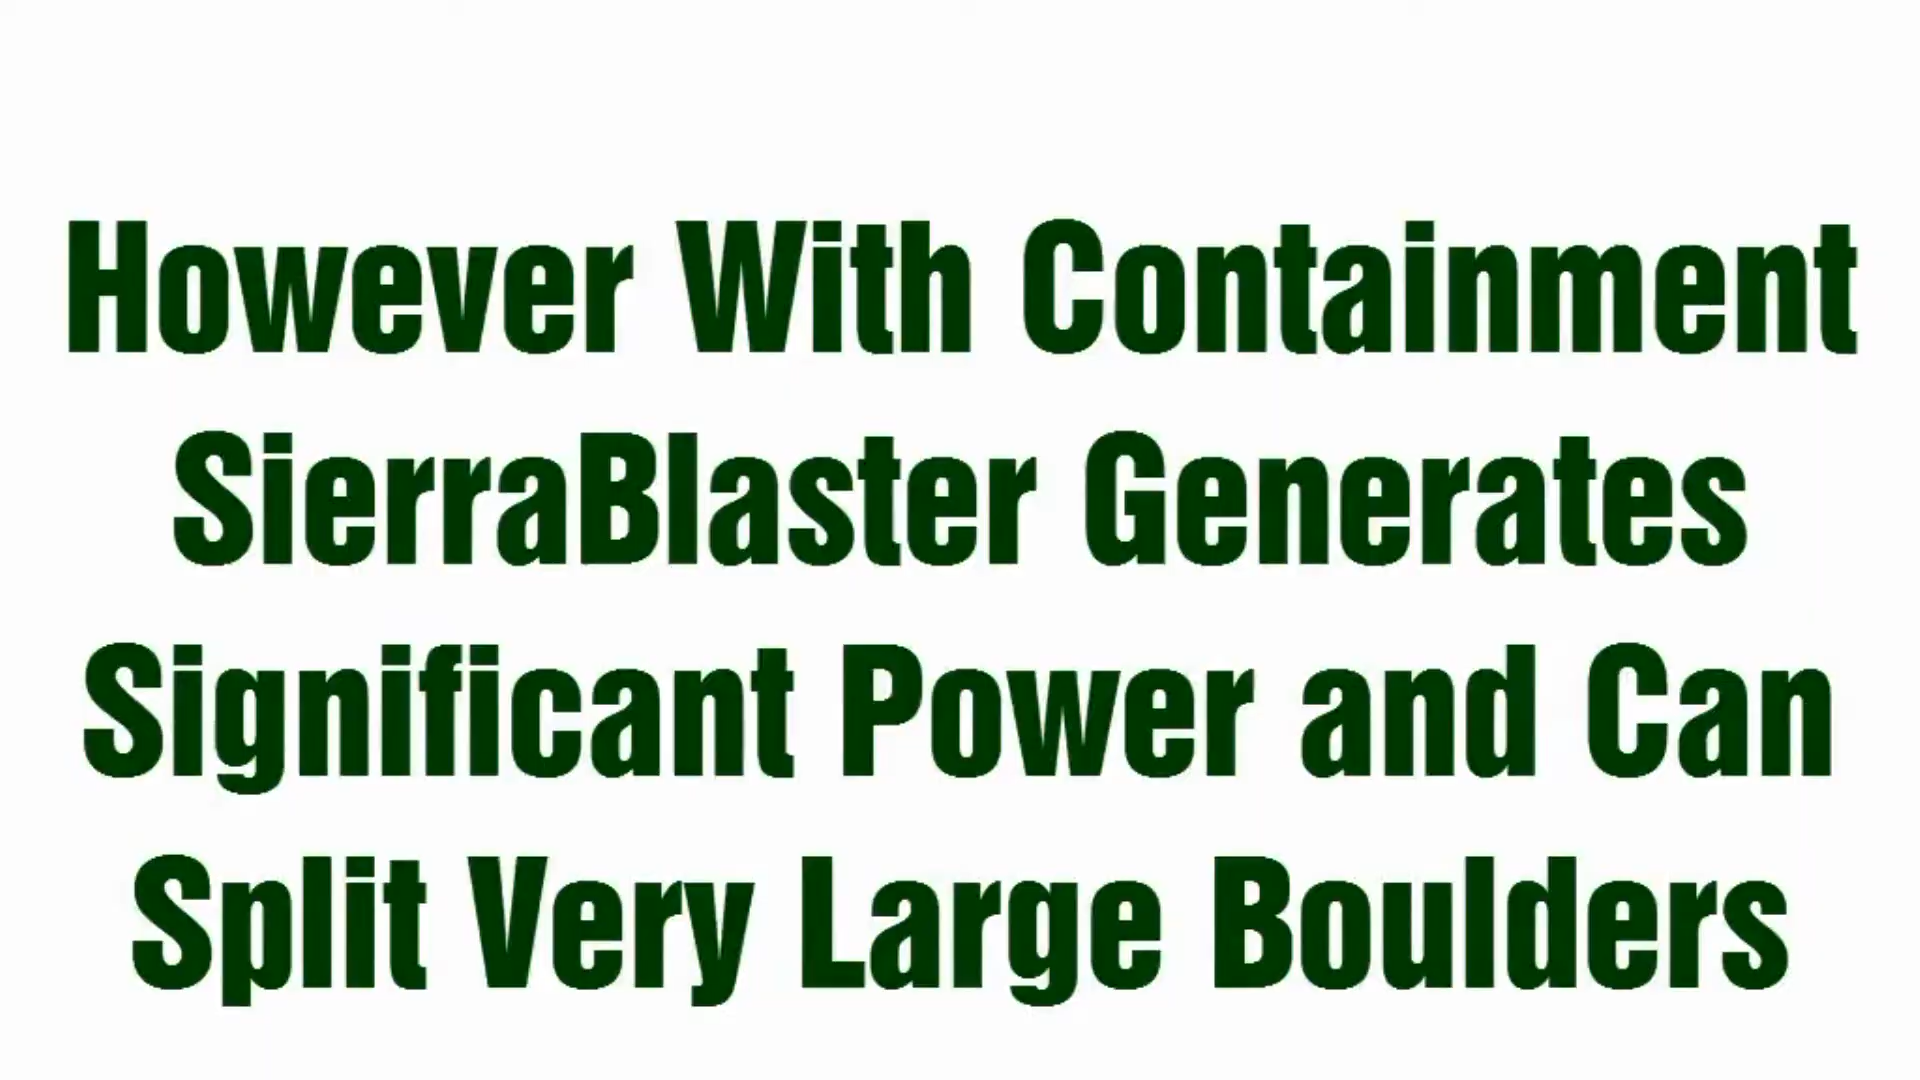 However With Containment
SierraBlaster Generates
Significant Power and Can
Split Very Large Boulders